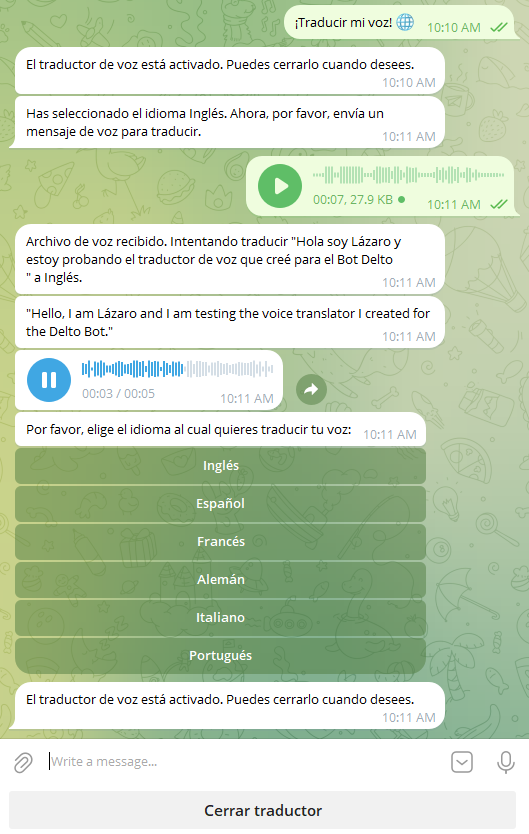 ¡Traducir mi voz! 🌐 10:10 AM
El traductor de voz está activado. Puedes cerrarlo cuando desees.
10:10 AM
Has seleccionado el idioma Inglés. Ahora, por favor, envía un
mensaje de voz para traducir.
10:11 AM
00:07, 27.9 KB
10:11 AM
Archivo de voz recibido. Intentando traducir "Hola soy Lázaro y
estoy probando el traductor de voz que creé para el Bot Delto
" a Inglés.
10:11 AM
"Hello, I am Lázaro and I am testing the voice translator I created for
the Delto Bot."
10:11 AM
00:03 / 00:05
10:11 AM
Por favor, elige el idioma al cual quieres traducir tu voz: 10:11 AM
Inglés
Español
Francés
Alemán
Italiano
Portugués
El traductor de voz está activado. Puedes cerrarlo cuando desees.
10:11 AM
Write a message...
Cerrar traductor